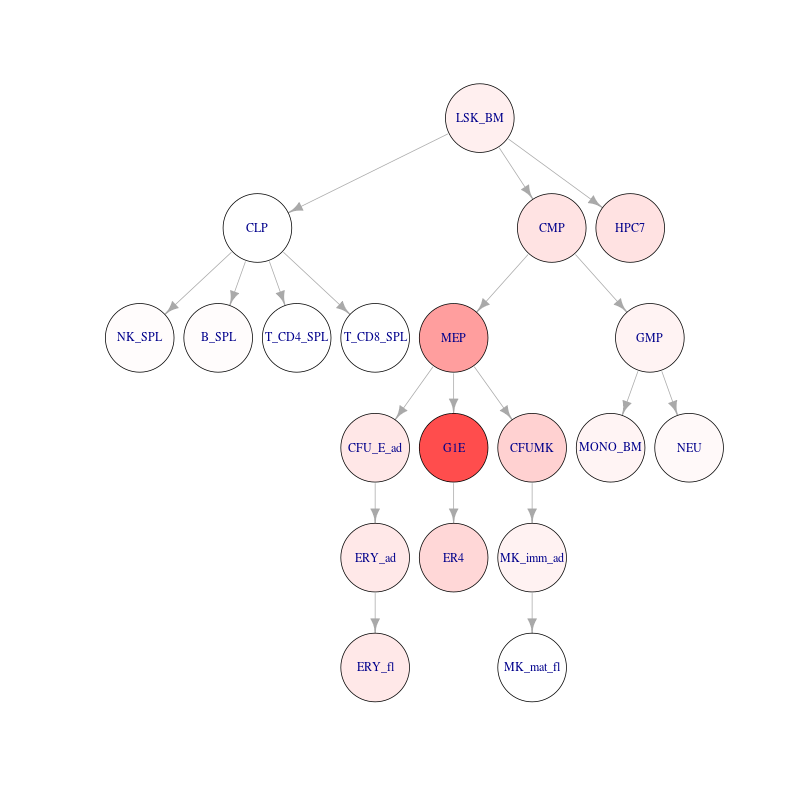 LSK_BM
CLP
CMP
HPC7
NK_SPL
B_SPL
T_CD4_SPL
T_CD8_SPL
MEP
GMP
CFU_E_ad
G1E
CFUMK
MONO_BM
NEU
ERY_ad
ER4
MK_imm_ad
ERY_fl
MK_mat_fl